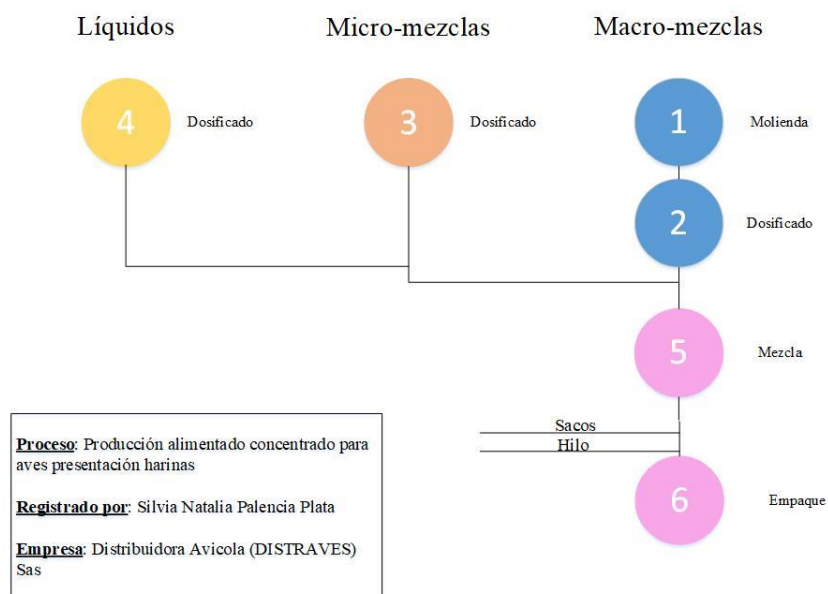 Líquidos
Micro-mezclas
Macro-mezclas
4
Dosificado
3
Dosificado
1
Molienda
2
Dosificado
5
Mezcla
Sacos
Hilo
6
Empaque
Proceso: Producción alimentado concentrado para
aves presentación harinas
Registrado por: Silvia Natalia Palencia Plata
Empresa: Distribuidora Avicola (DISTRAVES)
Sas